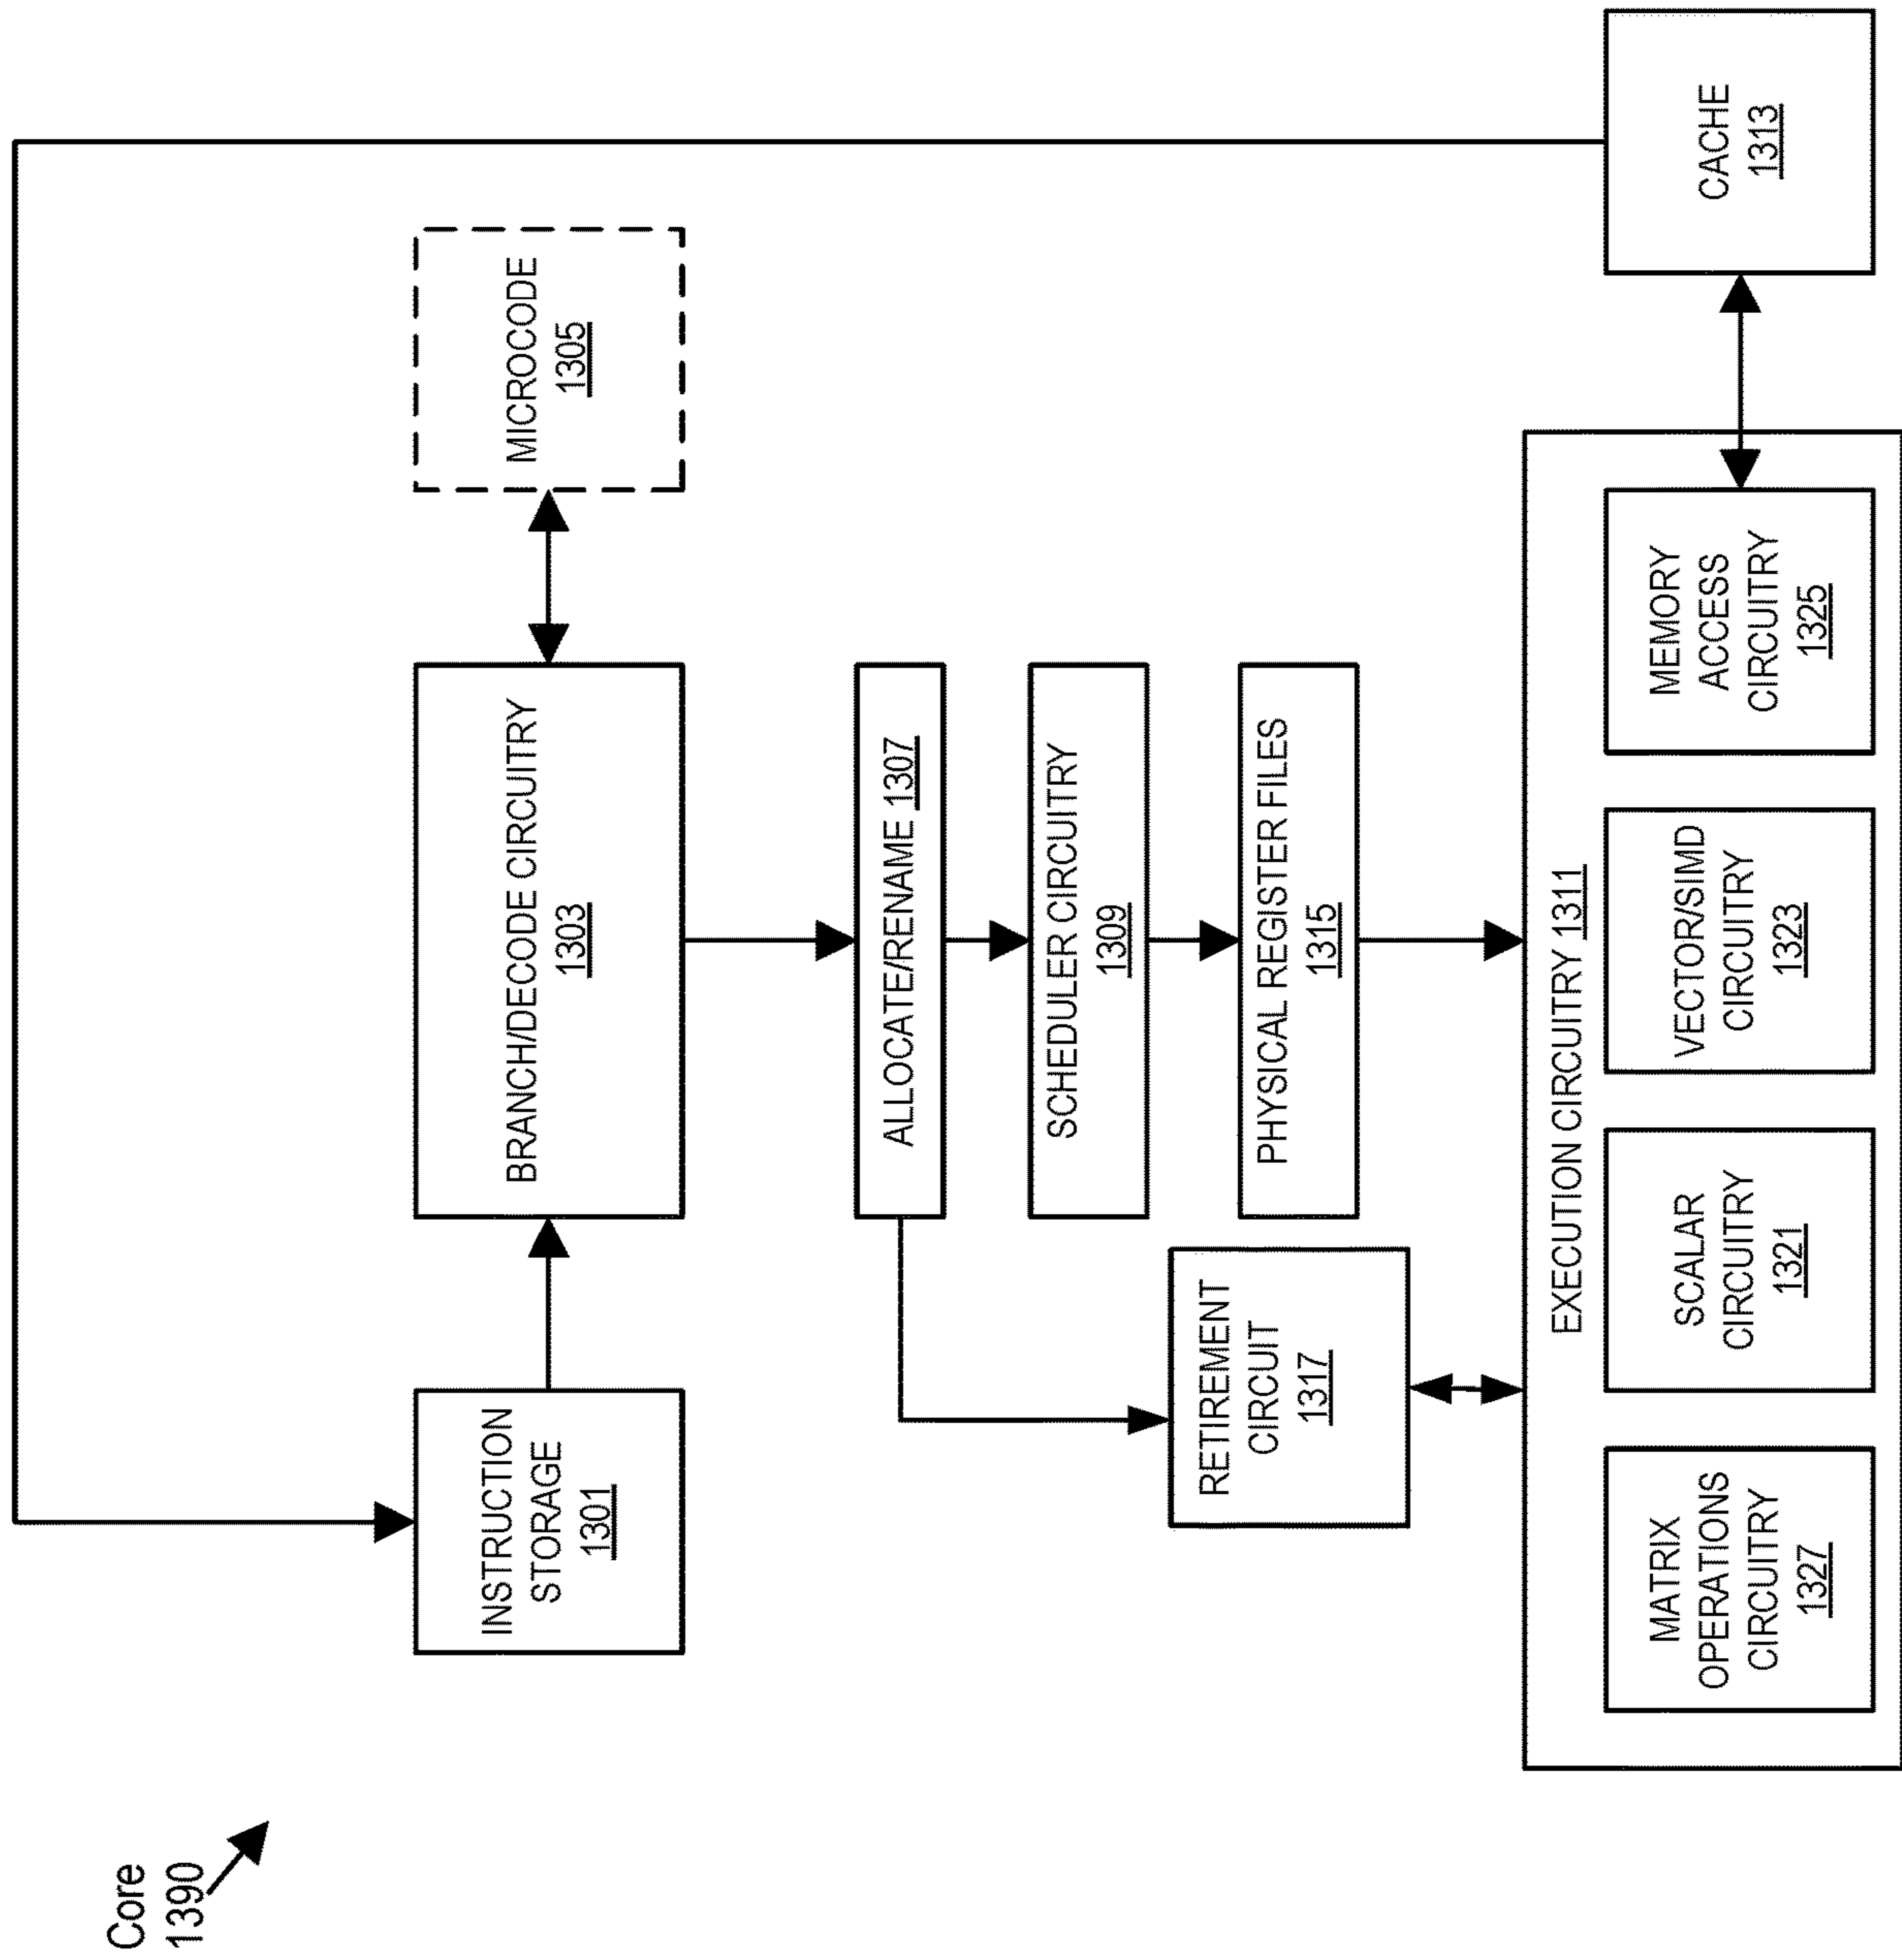 Core
1390
INSTRUCTION
STORAGE
1301
BRANCH/DECODE CIRCUITRY
1303
MICROCODE
1305
ALLOCATE/RENAME 1307
SCHEDULER CIRCUITRY
1309
PHYSICAL REGISTER FILES
1315
RETIREMENT
CIRCUIT
1317
EXECUTION CIRCUITRY 1311
MATRIX
OPERATIONS
CIRCUITRY
1327
SCALAR
CIRCUITRY
1321
VECTOR/SIMD
CIRCUITRY
1323
MEMORY
ACCESS
CIRCUITRY
1325
CACHE
1313